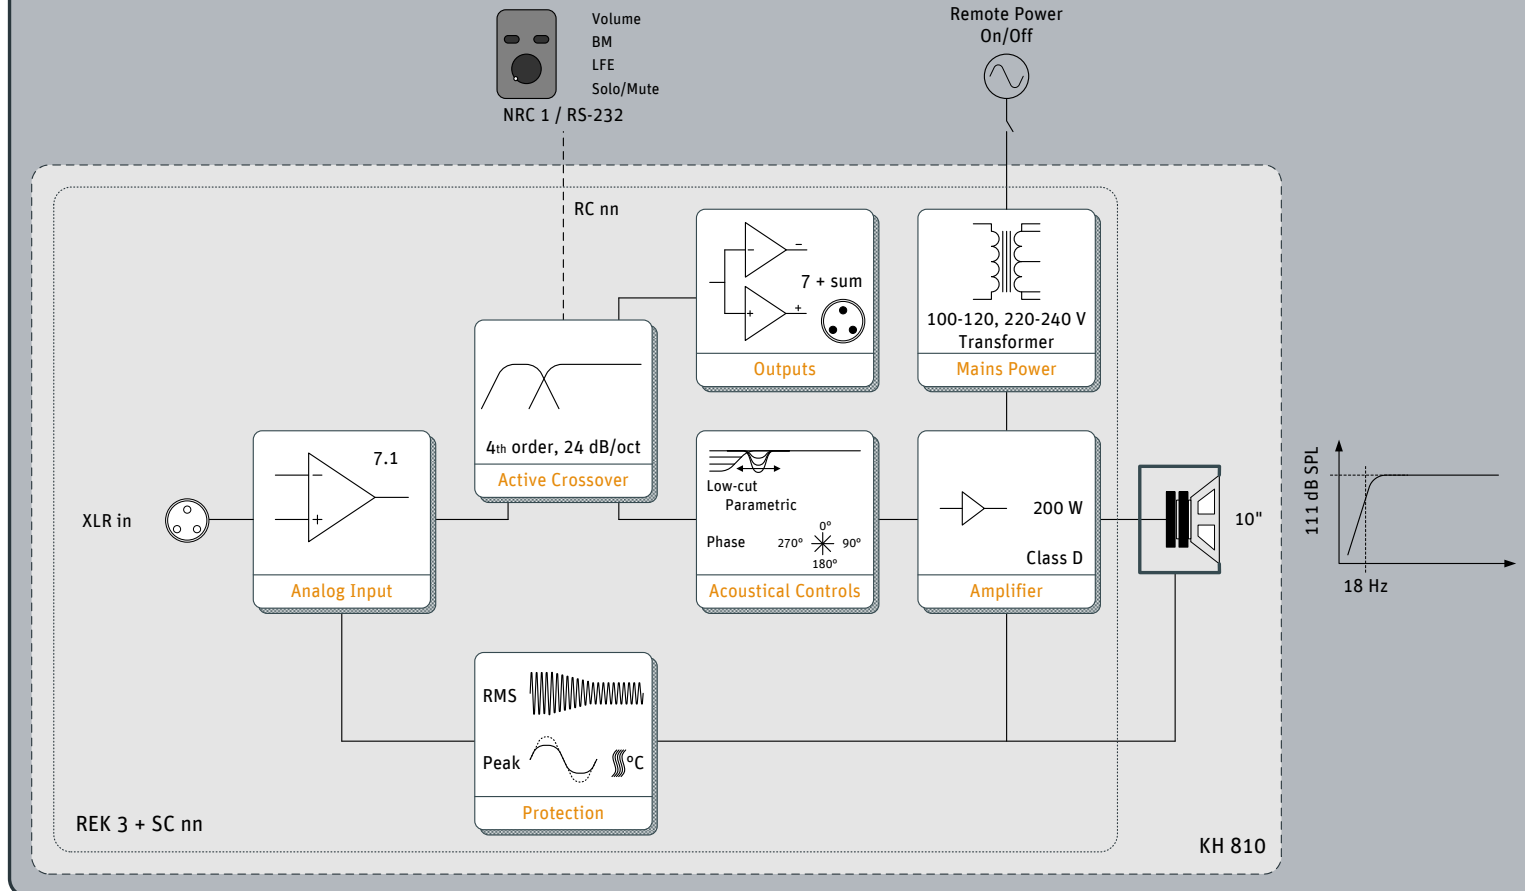 Volume
BM
LFE
Solo/Mute
NRC 1 / RS-232
Remote Power
On/Off
RC nn
7 + sum
- +
Outputs
100-120, 220-240 V
Transformer
Mains Power
4th order, 24 dB/oct
Active Crossover
7.1
- +
XLR in
Analog Input
Low-cut
Parametric
Phase
0°
270° 90°
180°
Acoustical Controls
200 W
Class D
Amplifier
10"
111 dB SPL
18 Hz
RMS
Peak
°C
Protection
REK 3 + SC nn
KH 810